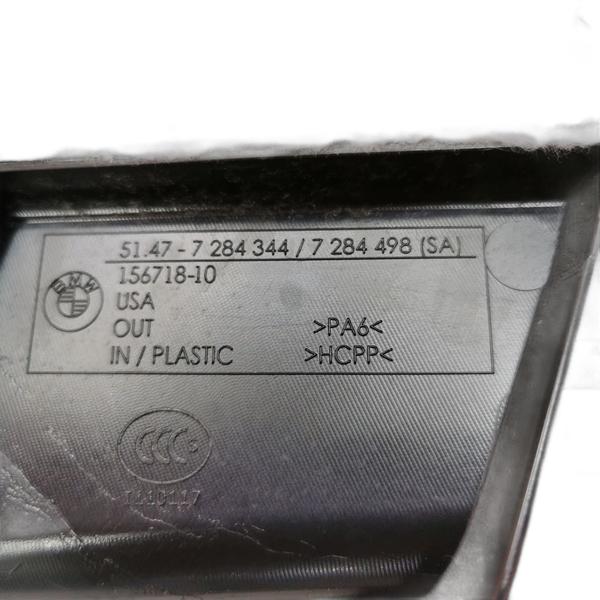 51.47 - 7 284 344 / 7 284 498 (SA)
BMW
156718-10
USA
OUT >PA6<
IN / PLASTIC >HCPP<
CCC S